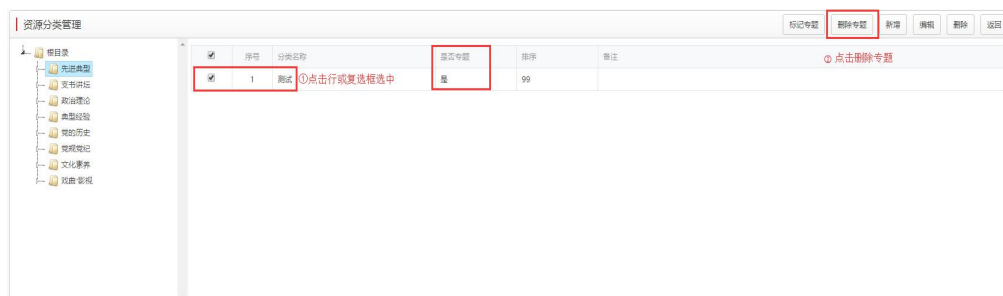 资源分类管理
标记专题 删除专题 新增 编辑 删除 返回
根目录
先进典型
支书讲坛
政治理论
典型经验
党的历史
党规党纪
文化素养
戏曲·影视
序号 分类名称 是否专题 排序 备注
② 点击删除专题
1 测试 ①点击行或复选框选中 是 99